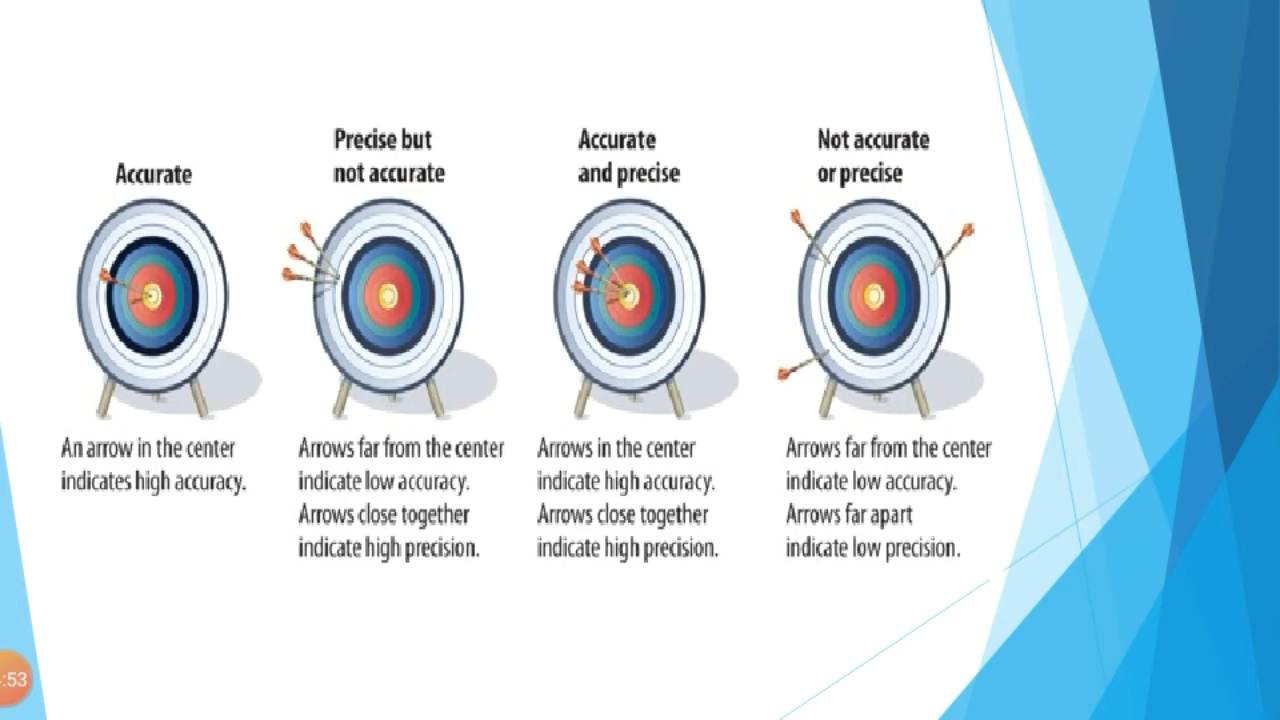 Accurate
An arrow in the center
indicates high accuracy.
Precise but
not accurate
Arrows far from the center
indicate low accuracy.
Arrows close together
indicate high precision.
Accurate
and precise
Arrows in the center
indicate high accuracy.
Arrows close together
indicate high precision.
Not accurate
or precise
Arrows far from the center
indicate low accuracy.
Arrows far apart
indicate low precision.
:53